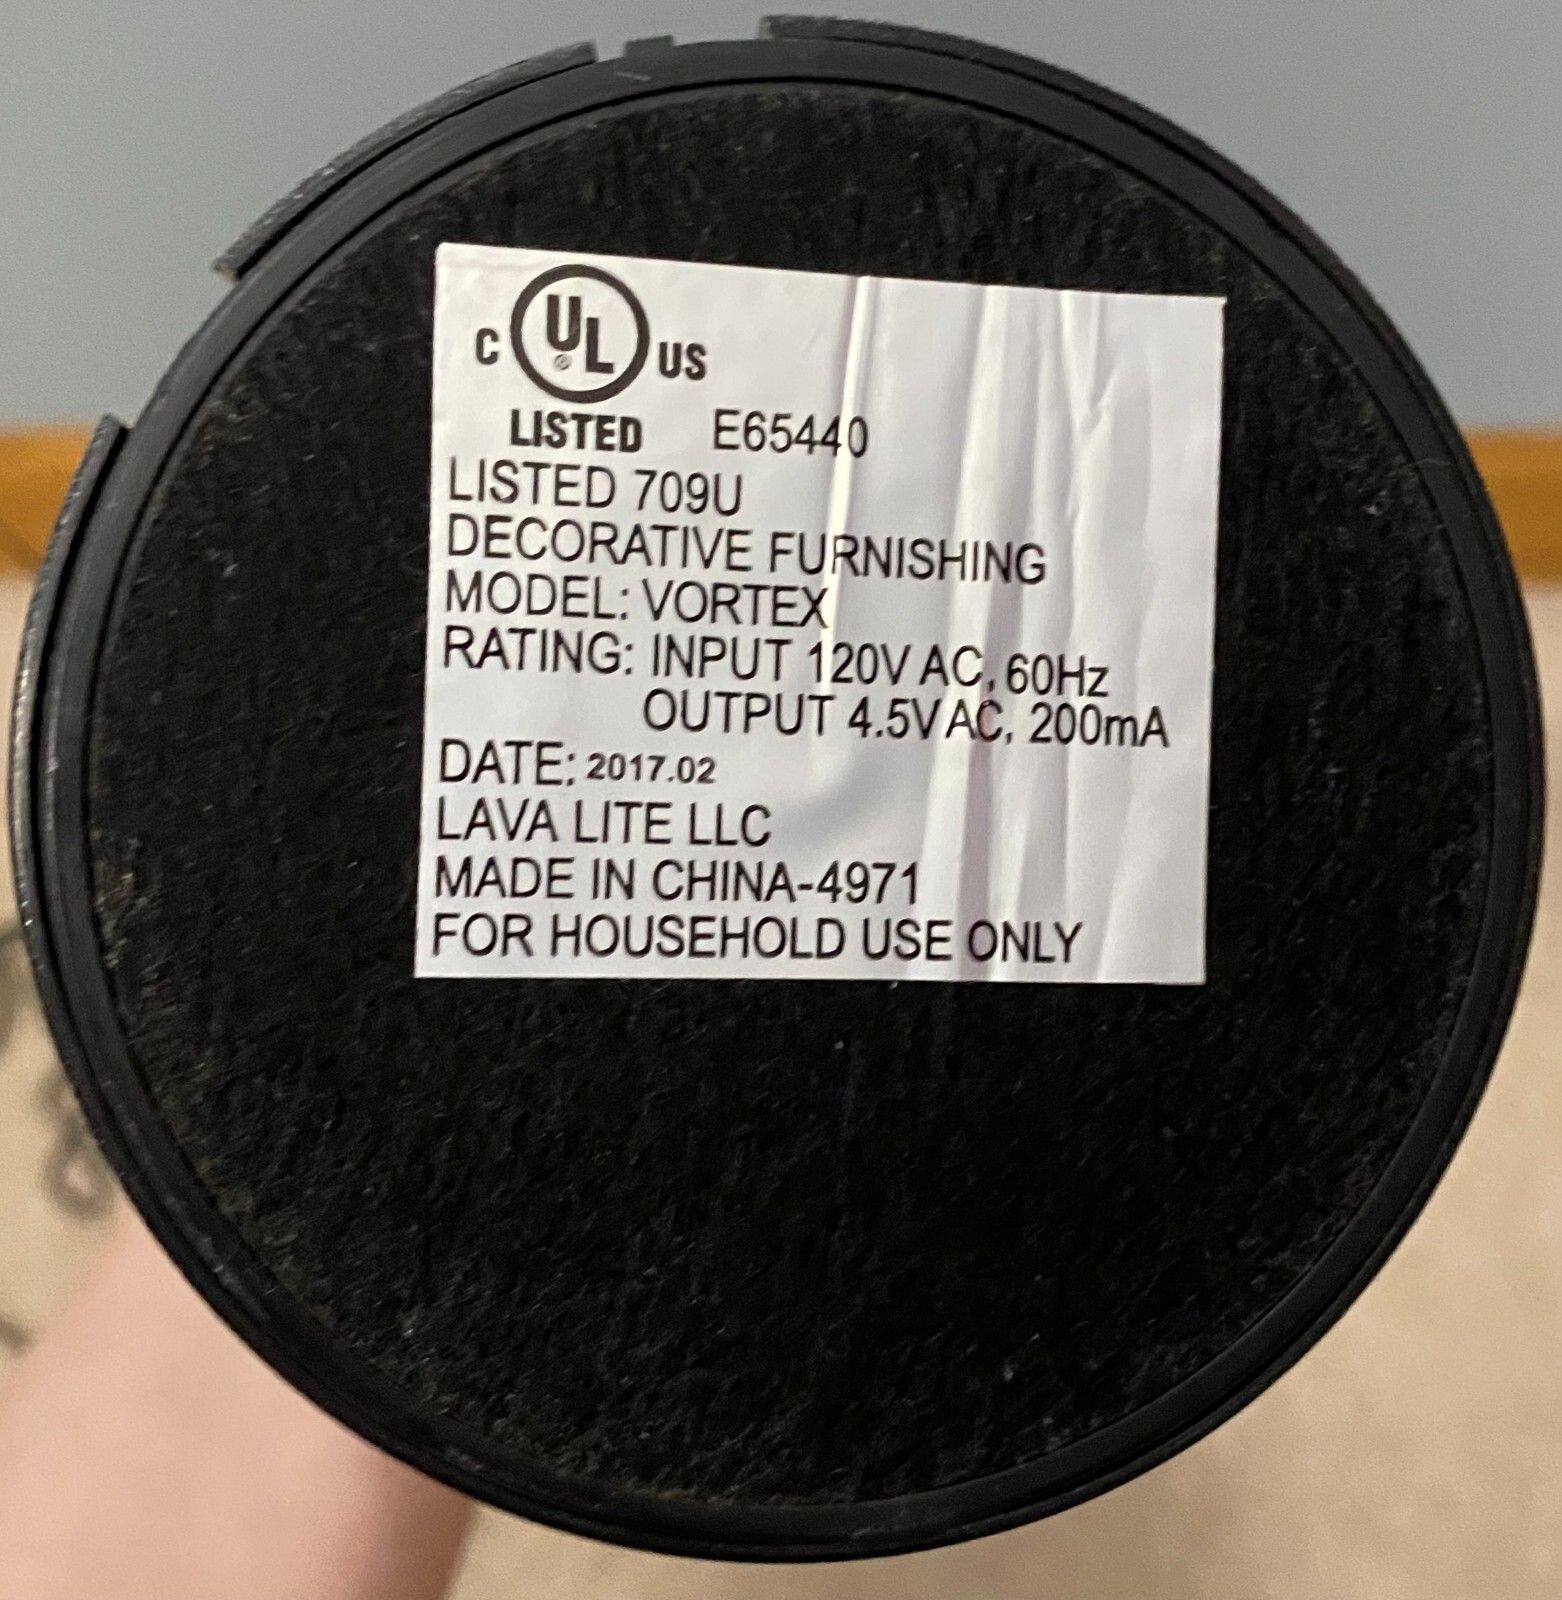 C UL® US
LISTED E65440
LISTED 709U
DECORATIVE FURNISHING
MODEL: VORTEX
RATING: INPUT 120V AC, 60Hz
OUTPUT 4.5V AC, 200mA
DATE: 2017.02
LAVA LITE LLC
MADE IN CHINA-4971
FOR HOUSEHOLD USE ONLY